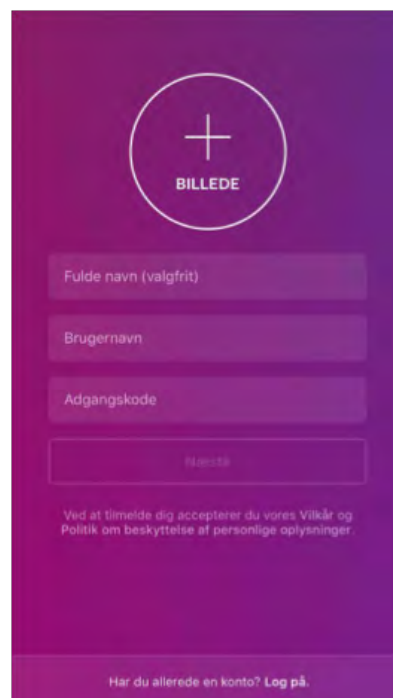 BILLEDE
Fulde navn (valgfrit)
Brugernavn
Adgangskode
Næste
Ved at tilmelde dig accepterer du vores Vilkår og
Politik om beskyttelse af personlige oplysninger.
Har du allerede en konto? Log på.